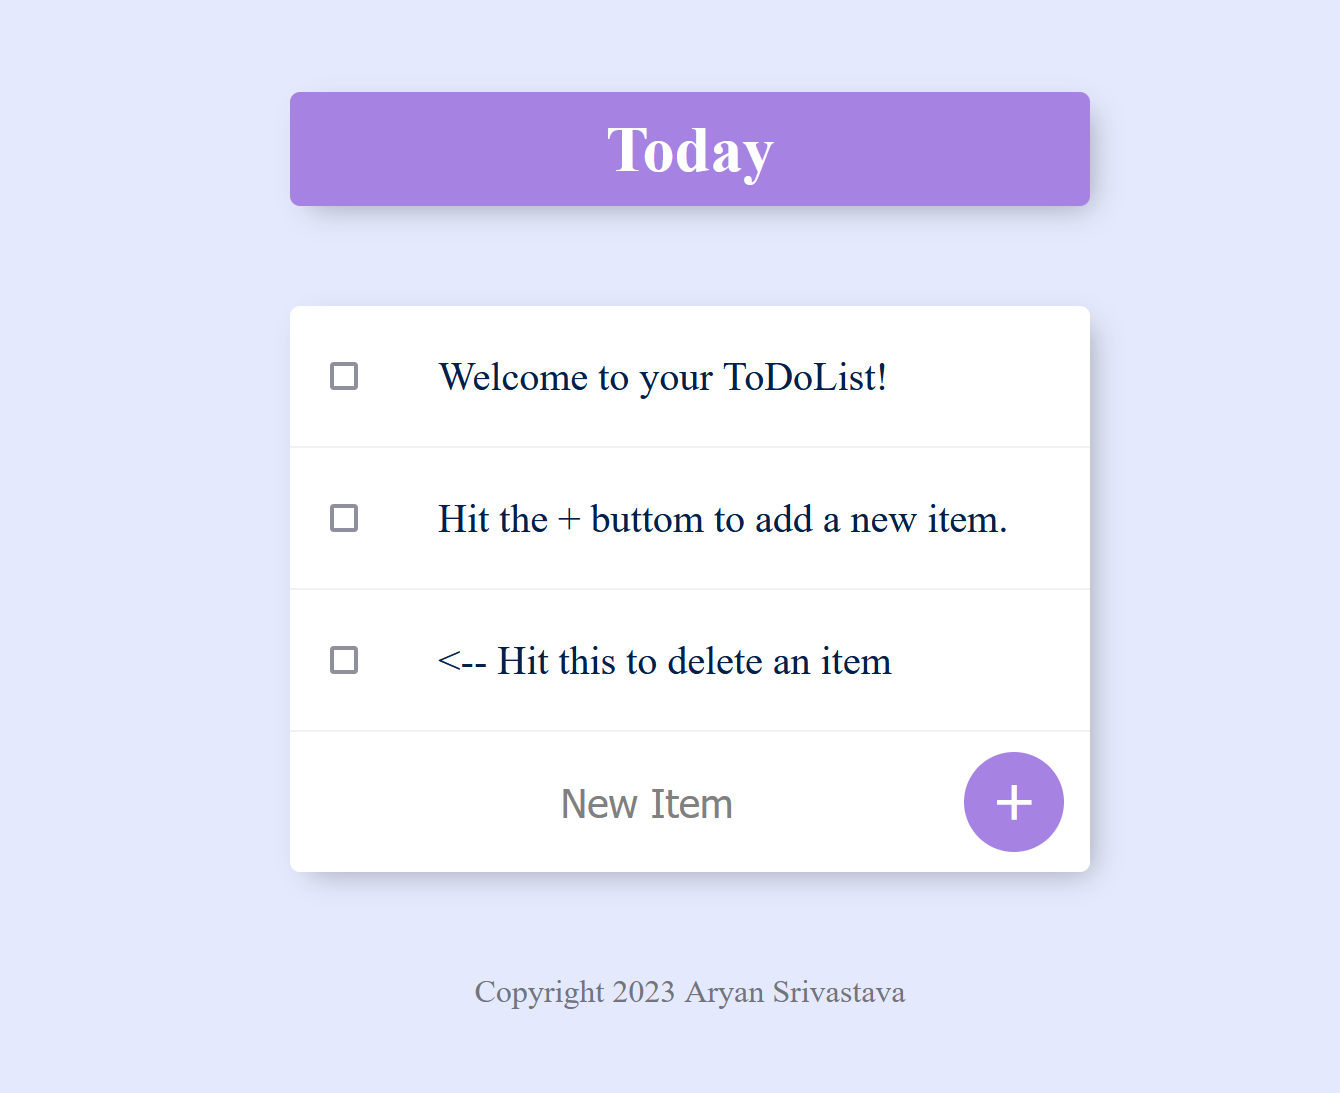 Today
Welcome to your ToDoList!
Hit the + buttom to add a new item.
<-- Hit this to delete an item
New Item
+
Copyright 2023 Aryan Srivastava